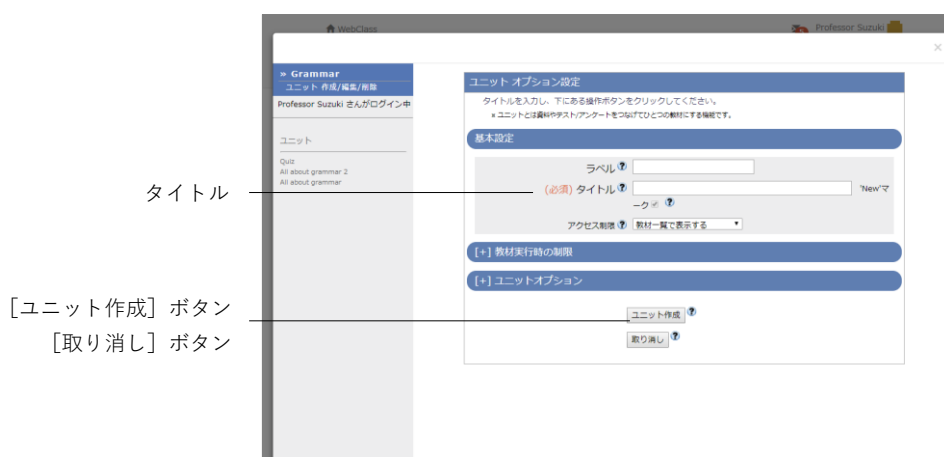 WebClass
Professor Suzuki
×
» Grammar
ユニット 作成/編集/削除
Professor Suzuki さんがログイン中
ユニット
Quiz
All about grammar 2
All about grammar
ユニット オプション設定
タイトルを入力し、下にある操作ボタンをクリックしてください。
» ユニットとは資料やテスト/アンケートをつなげてひとつの教材にする機能です。
基本設定
ラベル ?
(必須) タイトル ? 'New'マ
ーク ?
アクセス制限 ? 教材一覧で表示する
[+] 教材実行時の制限
[+] ユニットオプション
ユニット作成 ?
取り消し ?
タイトル
［ユニット作成］ボタン
［取り消し］ボタン